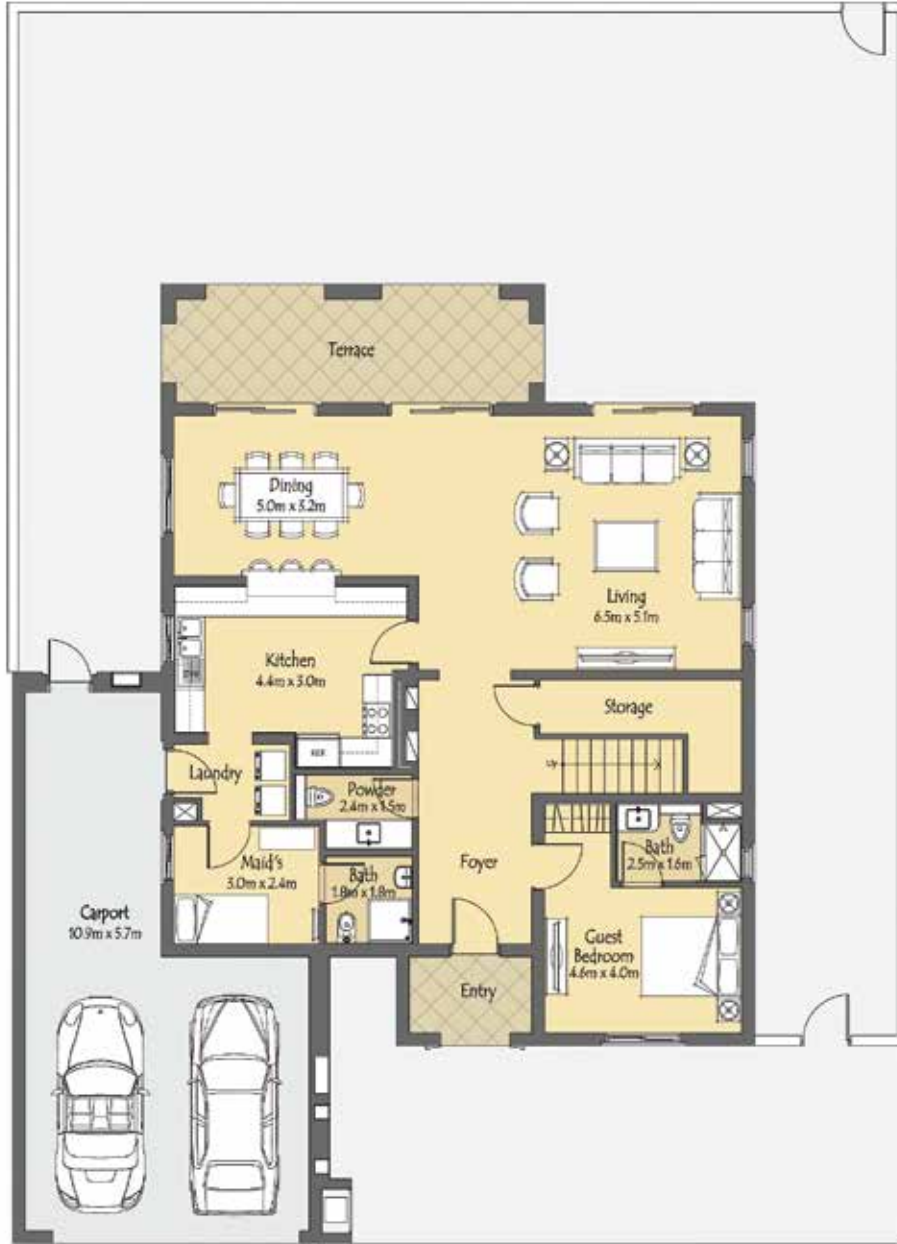 Terrace
Dining
5.0m x 3.2m
Living
6.5m x 5.1m
Kitchen
4.4m x 3.0m
Storage
Laundry
Powder
2.4m x 1.5m
Maid's
3.0m x 2.4m
Bath
1.8m x 1.8m
Foyer
Bath
2.5m x 1.6m
Carport
10.9m x 5.7m
Guest
Bedroom
4.6m x 4.0m
Entry